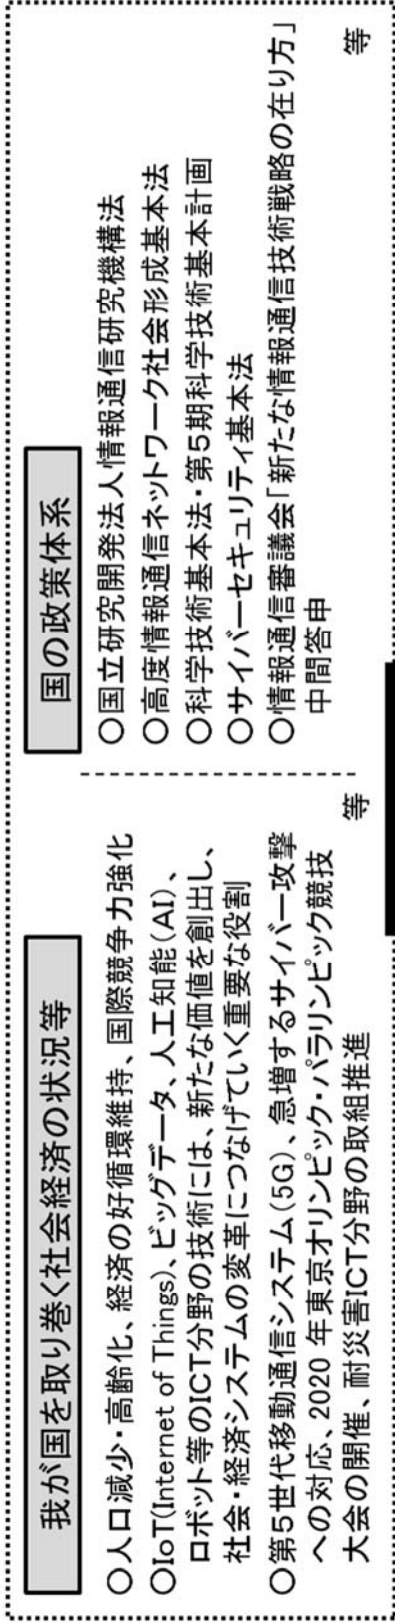 我が国を取り巻く社会経済の状況等
〇人口減少・高齢化、経済の好循環維持、国際競争力強化
〇IoT(Internet of Things)、ビッグデータ、人工知能(AI)、
ロボット等のICT分野の技術には、新たな価値を創出し、
社会・経済システムの変革につなげていく重要な役割
〇第5世代移動通信システム(5G)、急増するサイバー攻撃
への対応、2020 年東京オリンピック・パラリンピック競技
大会の開催、耐災害ICT分野の取組推進
等
国の政策体系
〇国立研究開発法人情報通信研究機構法
〇高度情報通信ネットワーク社会形成基本法
〇科学技術基本法・第5期科学技術基本計画
〇サイバーセキュリティ基本法
〇情報通信審議会「新たな情報通信技術戦略の在り方」
中間答申
等